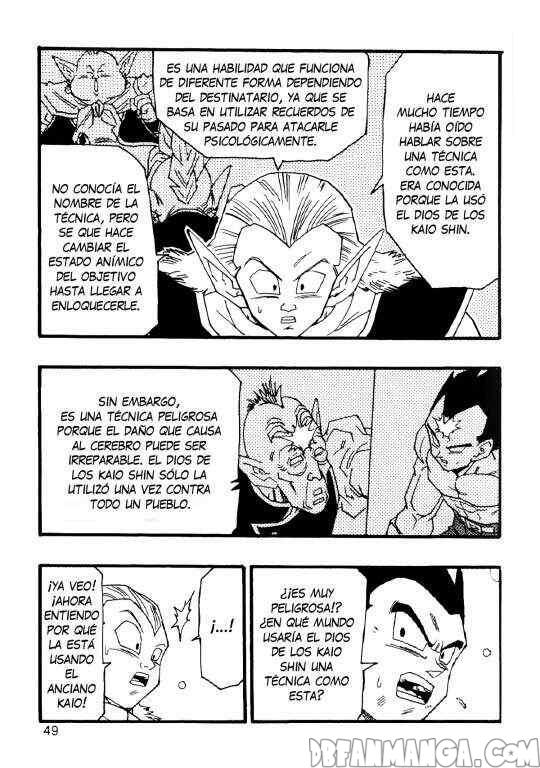 HACE
MUCHO TIEMPO
HABÍA OÍDO
HABLAR SOBRE
UNA TÉCNICA
COMO ESTA.
ERA CONOCIDA
PORQUE LA USÓ
EL DIOS DE LOS
KAIO SHIN.
ES UNA HABILIDAD QUE FUNCIONA
DE DIFERENTE FORMA DEPENDIENDO
DEL DESTINATARIO, YA QUE SE
BASA EN UTILIZAR RECUERDOS DE
SU PASADO PARA ATACARLE
PSICOLÓGICAMENTE.
NO CONOCÍA EL
NOMBRE DE LA
TÉCNICA, PERO
SE QUE HACE
CAMBIAR EL
ESTADO ANÍMICO
DEL OBJETIVO
HASTA LLEGAR A
ENLOQUECERLE.
SIN EMBARGO,
ES UNA TÉCNICA PELIGROSA
PORQUE EL DAÑO QUE CAUSA
AL CEREBRO PUEDE SER
IRREPARABLE. EL DIOS DE
LOS KAIO SHIN SÓLO LA
UTILIZÓ UNA VEZ CONTRA
TODO UN PUEBLO.
¿¡ES MUY
PELIGROSA!?
¿EN QUÉ MUNDO
USARÍA EL DIOS
DE LOS KAIO
SHIN UNA
TÉCNICA COMO
ESTA?
¡...!
¡YA VEO!
¡AHORA
ENTIENDO
POR QUÉ
LA ESTÁ
USANDO
EL
ANCIANO
KAIO!
49
DBFANMANGA.COM